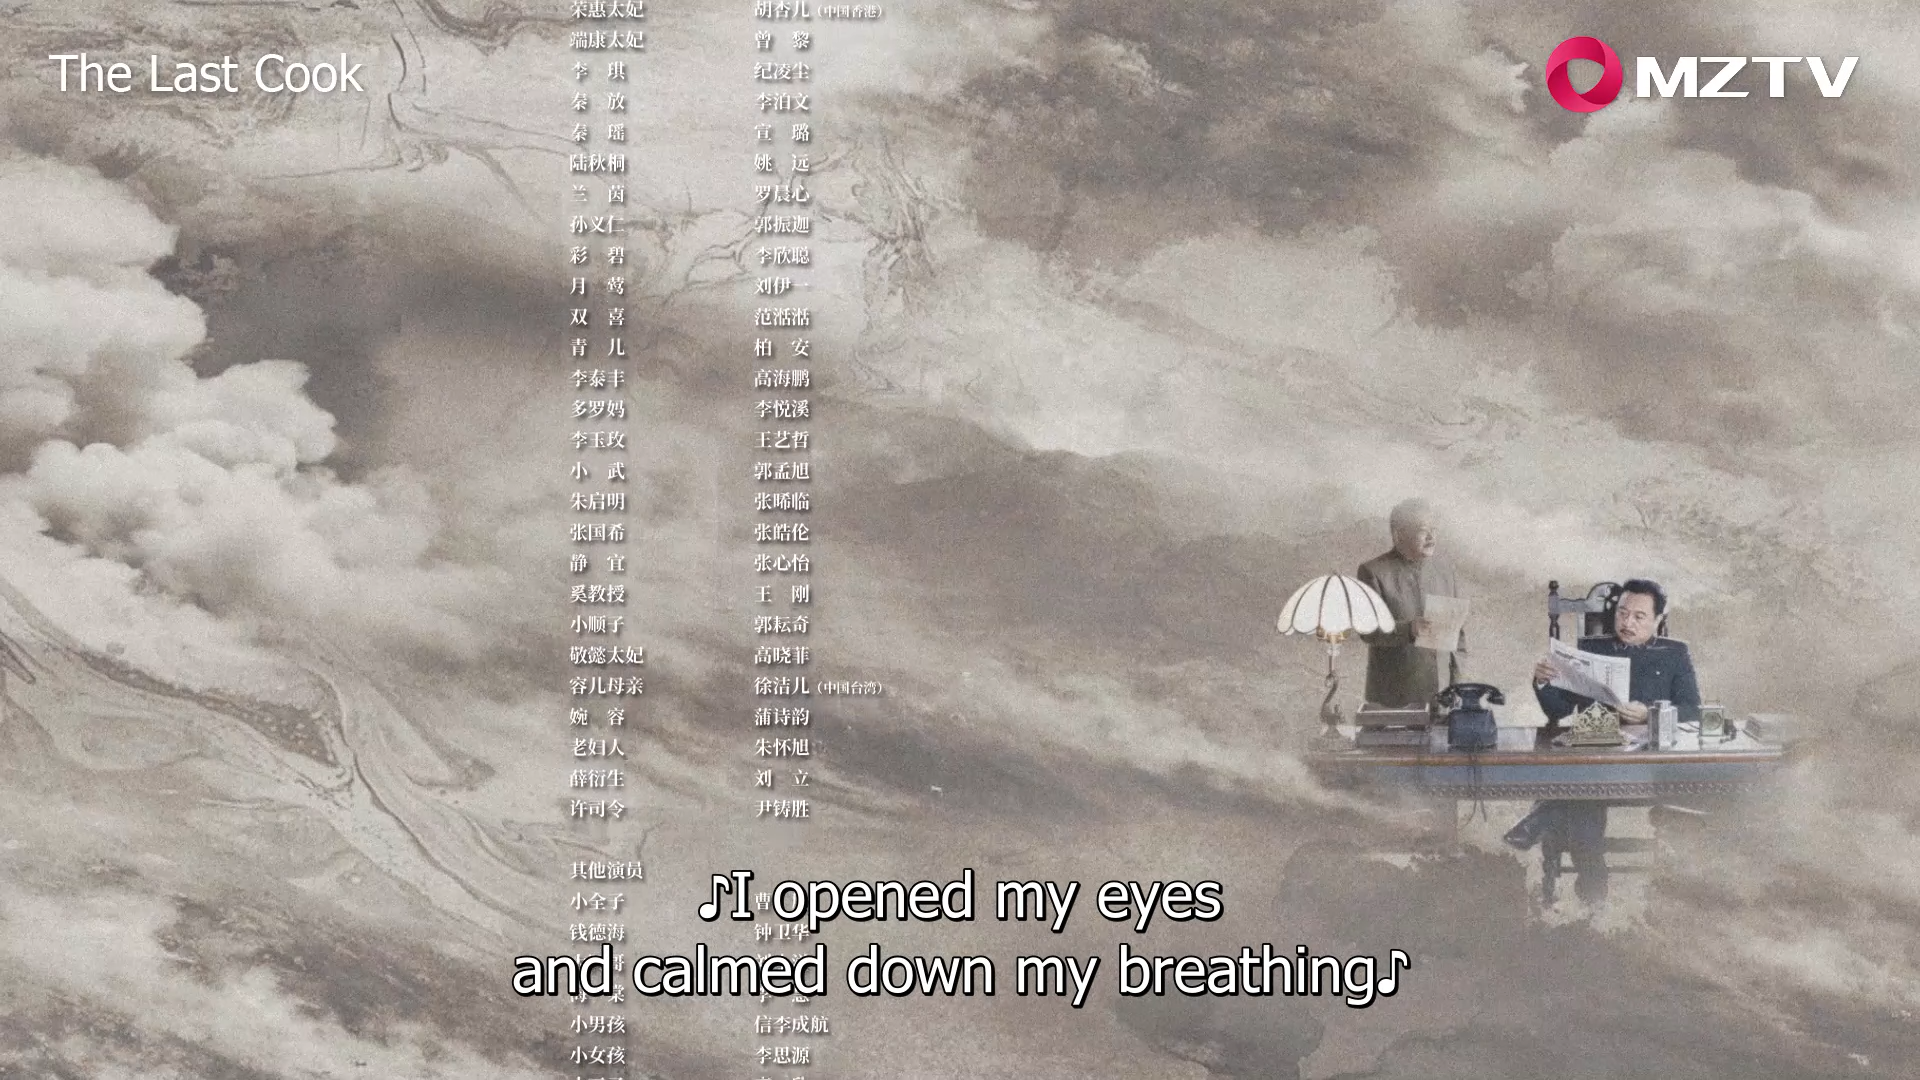 The Last Cook
MZTV
荣惠太妃 胡杏儿（中国香港）
端康太妃 曾 黎
李 琪 纪凌尘
秦 放 李泊文
秦 瑶 宣 璐
陆秋桐 姚 远
兰 茵 罗晨心
孙义仁 郭振迦
彩 碧 李欣聪
月 莺 刘伊一
双 喜 范湉湉
青 儿 柏 安
李泰丰 高海鹏
多罗妈 李悦溪
李玉玫 王艺哲
小 武 郭孟旭
朱启明 张晞临
张国希 张皓伦
静 宜 张心怡
奚教授 王 刚
小顺子 郭耘奇
敬懿太妃 高晓菲
容儿母亲 徐洁儿（中国台湾）
婉 容 蒲诗韵
老妇人 朱怀旭
薛衍生 刘 立
许司令 尹铸胜
其他演员
小全子 曹
钱德海 钟卫华
小男孩 信李成航
小女孩 李思源
♪I opened my eyes
and calmed down my breathing♪